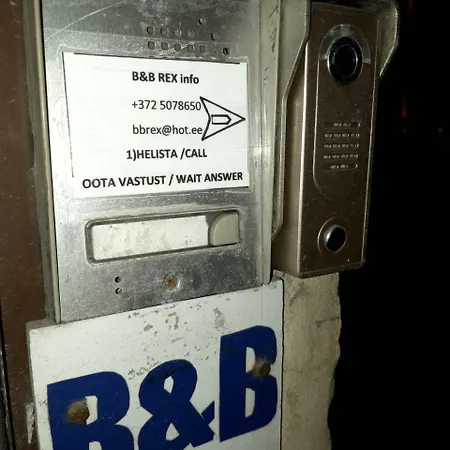 B&B REX info
+372 5078650
bbrex@hot.ee
1)HELISTA /CALL
OOTA VASTUST / WAIT ANSWER
B&B